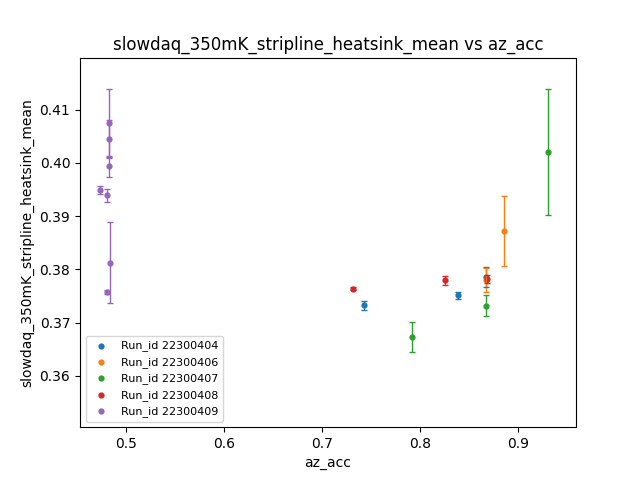 slowdaq_350mK_stripline_heatsink_mean vs az_acc
slowdaq_350mK_stripline_heatsink_mean
0.41
0.40
0.39
0.38
0.37
0.36
Run_id 22300404
Run_id 22300406
Run_id 22300407
Run_id 22300408
Run_id 22300409
0.5 0.6 0.7 0.8 0.9
az_acc